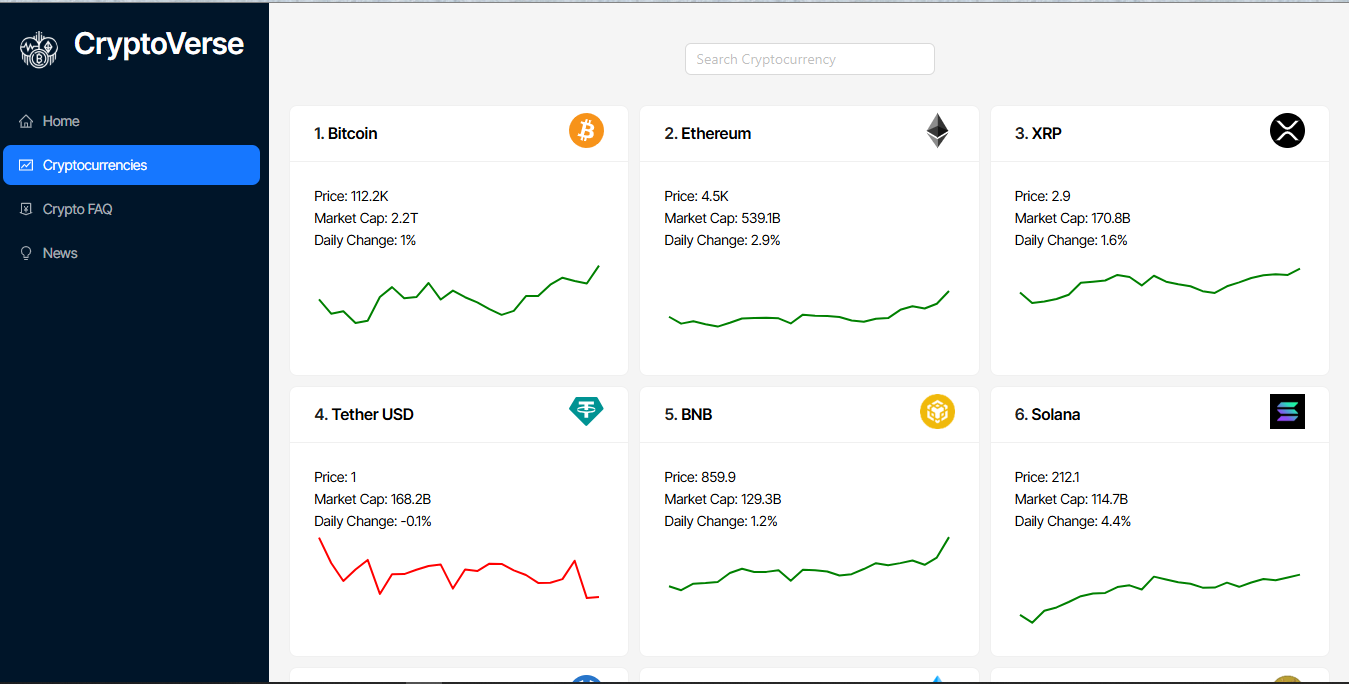 CryptoVerse
Home
Cryptocurrencies
Crypto FAQ
News
Search Cryptocurrency
1. Bitcoin
Price: 112.2K
Market Cap: 2.2T
Daily Change: 1%
2. Ethereum
Price: 4.5K
Market Cap: 539.1B
Daily Change: 2.9%
3. XRP
Price: 2.9
Market Cap: 170.8B
Daily Change: 1.6%
4. Tether USD
Price: 1
Market Cap: 168.2B
Daily Change: -0.1%
5. BNB
Price: 859.9
Market Cap: 129.3B
Daily Change: 1.2%
6. Solana
Price: 212.1
Market Cap: 114.7B
Daily Change: 4.4%